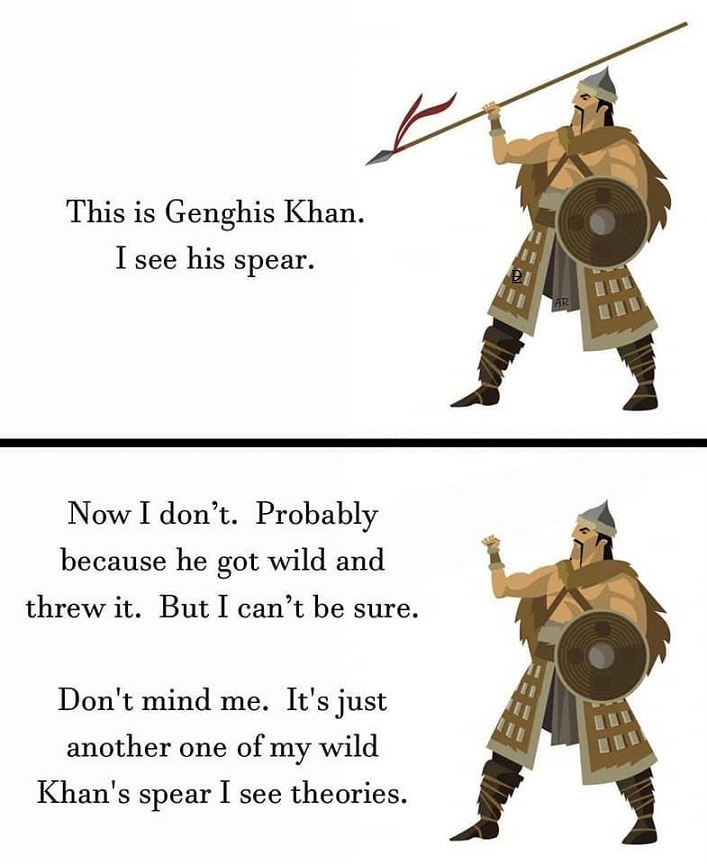 This is Genghis Khan.
I see his spear.
AR
Now I don't.  Probably
because he got wild and
threw it.  But I can't be sure.
Don't mind me.  It's just
another one of my wild
Khan's spear I see theories.